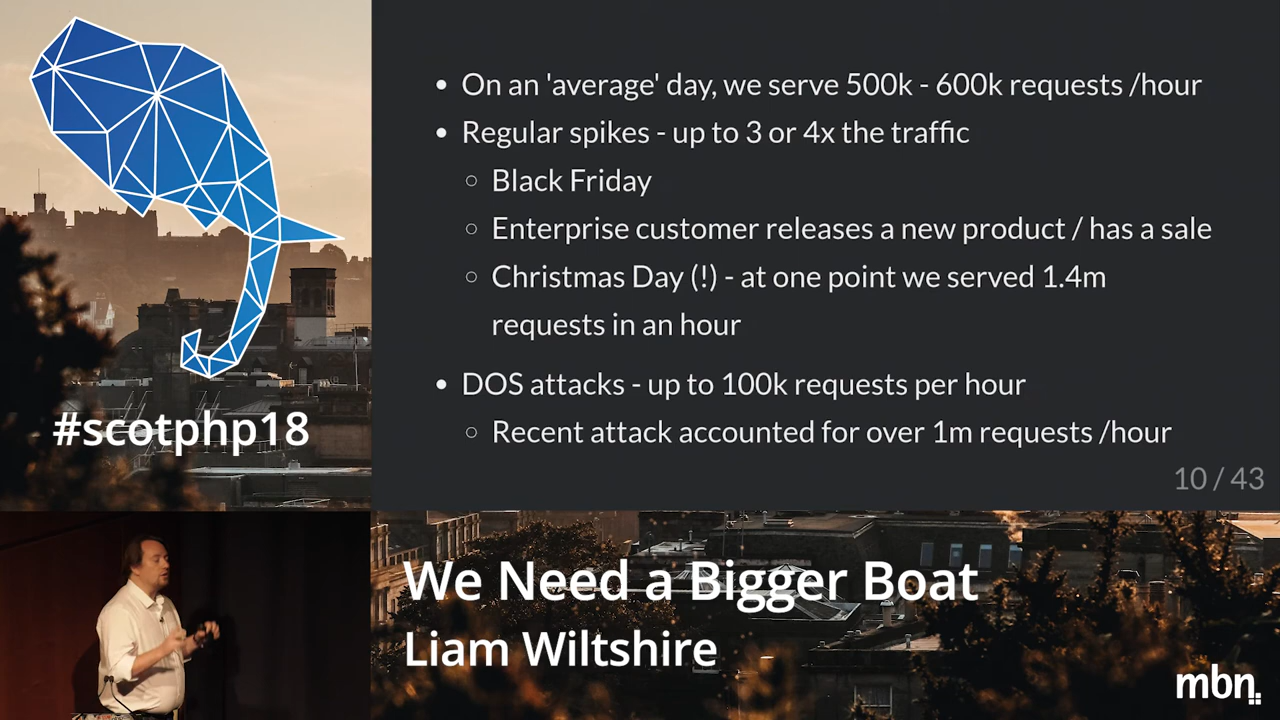 On an 'average' day, we serve 500k - 600k requests /hour
Regular spikes - up to 3 or 4x the traffic
Black Friday
Enterprise customer releases a new product / has a sale
Christmas Day (!) - at one point we served 1.4m
requests in an hour
DOS attacks - up to 100k requests per hour
Recent attack accounted for over 1m requests /hour
10 / 43
#scotphp18
We Need a Bigger Boat
Liam Wiltshire
mbn